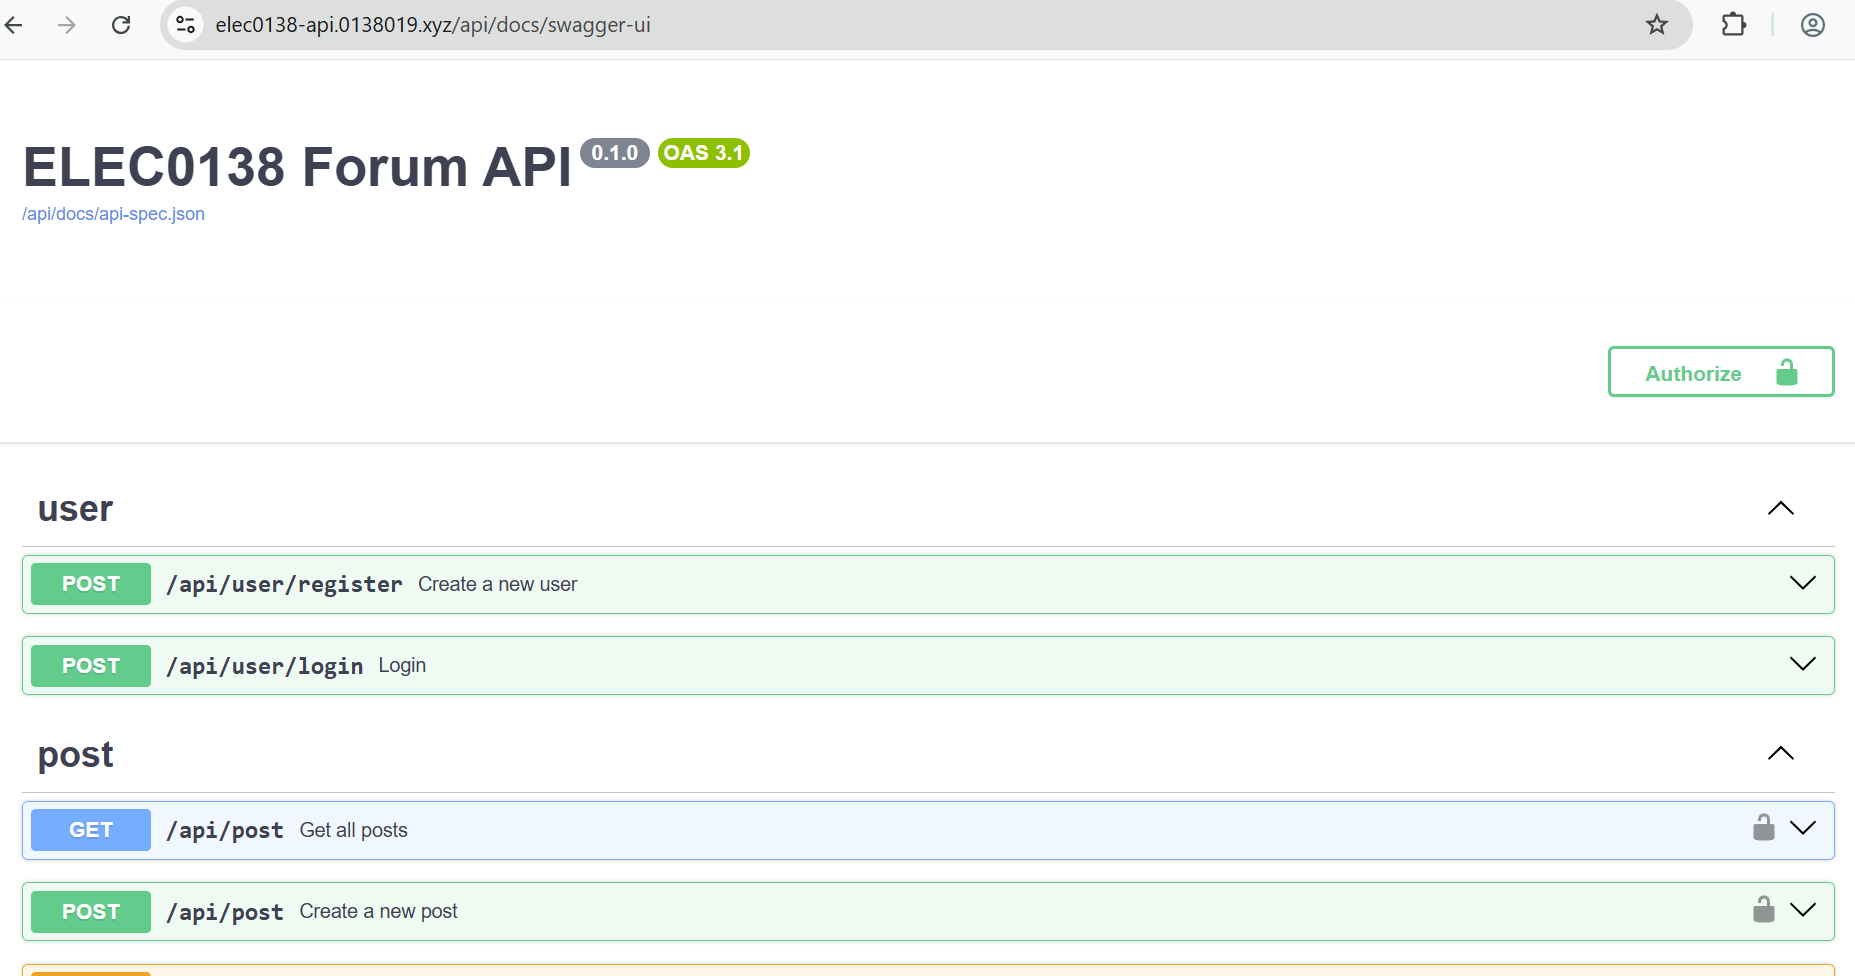 elec0138-api.0138019.xyz/api/docs/swagger-ui
ELEC0138 Forum API 0.1.0 OAS 3.1
/api/docs/api-spec.json
Authorize
user
POST /api/user/register Create a new user
POST /api/user/login Login
post
GET /api/post Get all posts
POST /api/post Create a new post